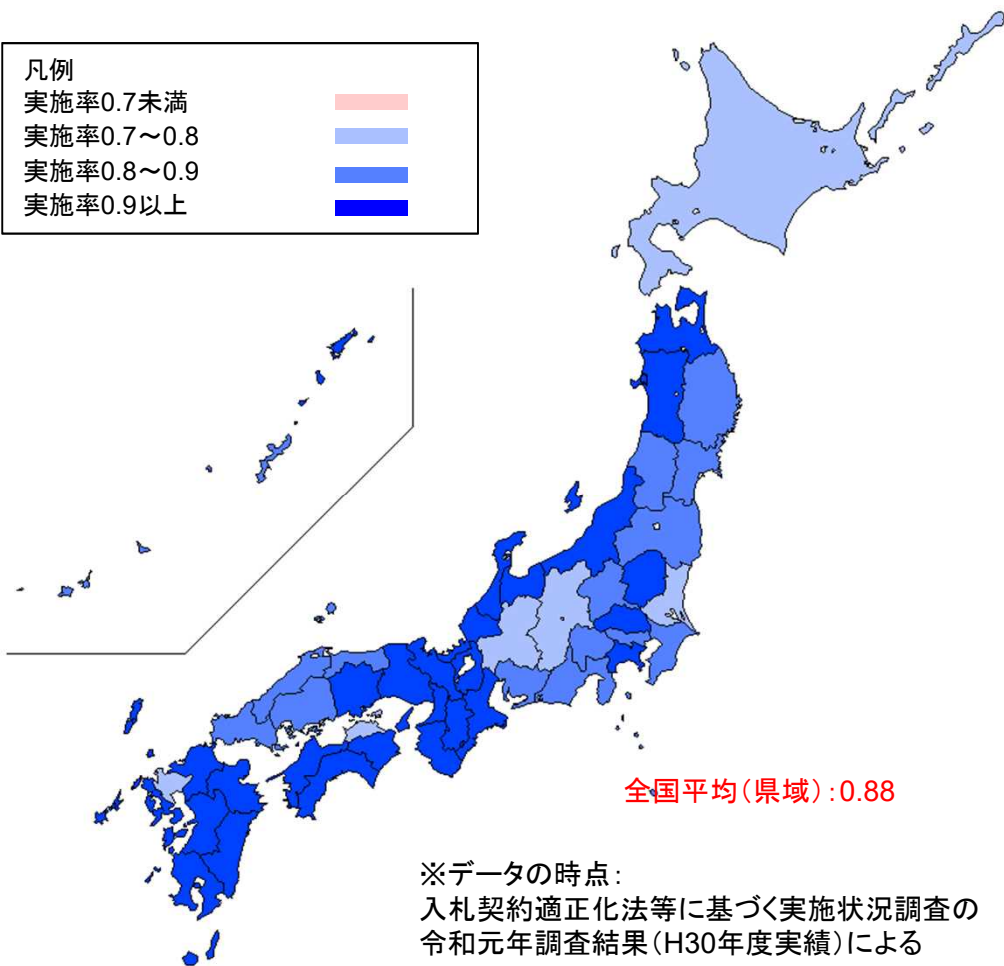 凡例
実施率0.7未満
実施率0.7～0.8
実施率0.8～0.9
実施率0.9以上
全国平均（県域）：0.88
※データの時点：
入札契約適正化法等に基づく実施状況調査の
令和元年調査結果（H30年度実績）による